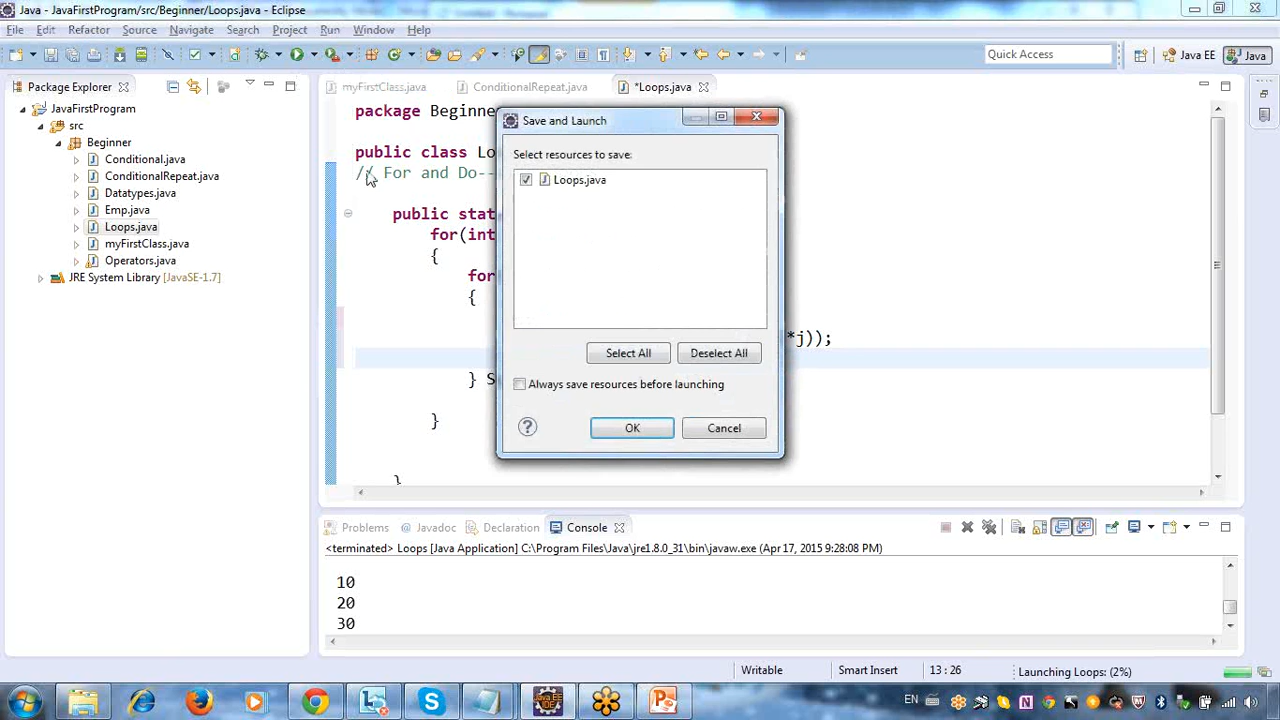 Java - JavaFirstProgram/src/Beginner/Loops.java - Eclipse
File Edit Refactor Source Navigate Search Project Run Window Help
Quick Access
Java EE
Java
Package Explorer
myFirstClass.java
ConditionalRepeat.java
*Loops.java
JavaFirstProgram
src
Beginner
Conditional.java
ConditionalRepeat.java
Datatypes.java
Emp.java
Loops.java
myFirstClass.java
Operators.java
JRE System Library [JavaSE-1.7]
package Beginne
public class Lo
// For and Do--
public stat
for(int
{
for
{
*j));
} S
}
}
Save and Launch
Select resources to save:
Loops.java
Select All
Deselect All
Always save resources before launching
?
OK
Cancel
Problems
@ Javadoc
Declaration
Console
<terminated> Loops [Java Application] C:\Program Files\Java\jre1.8.0_31\bin\javaw.exe (Apr 17, 2015 9:28:08 PM)
10
20
30
Writable
Smart Insert
13 : 26
Launching Loops: (2%)
EN
9:28 PM